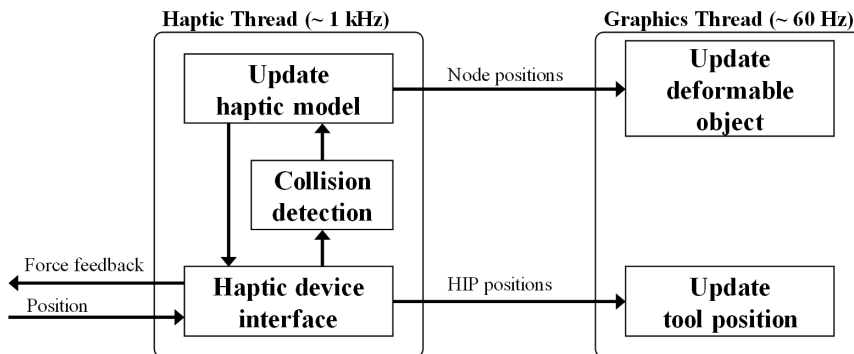 Haptic Thread (~ 1 kHz)
Graphics Thread (~ 60 Hz)
Update
haptic model
Node positions
Update
deformable
object
Collision
detection
Force feedback
Position
Haptic device
interface
HIP positions
Update
tool position